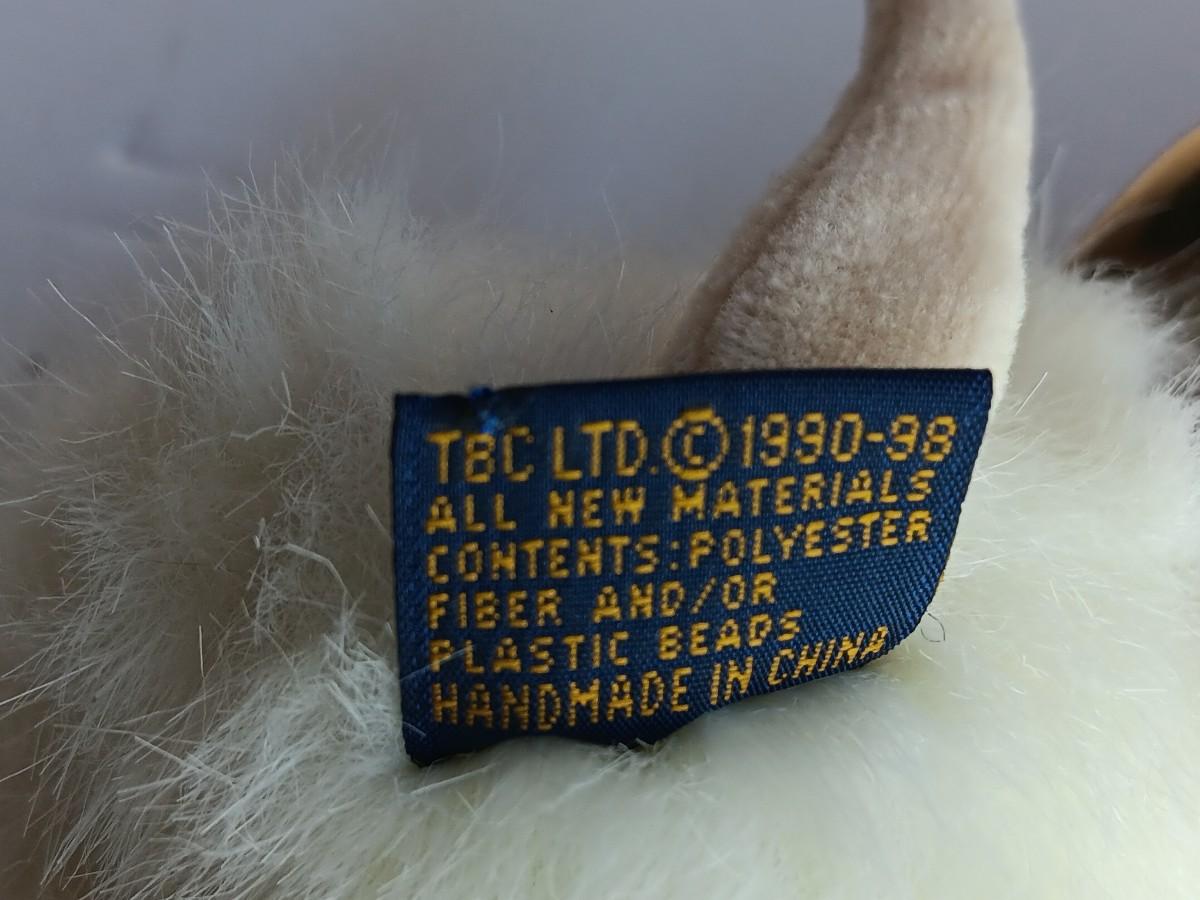 TBC LTD.©1990-98
ALL NEW MATERIALS
CONTENTS:POLYESTER
FIBER AND/OR
PLASTIC BEADS
HANDMADE IN CHINA